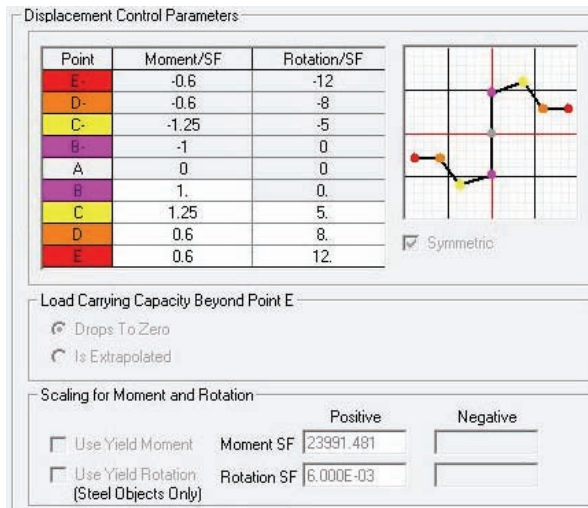 Displacement Control Parameters
Point Moment/SF Rotation/SF
E- -0.6 -12
D- -0.6 -8
C- -1.25 -5
B- -1 0
A 0 0
B 1. 0.
C 1.25 5.
D 0.6 8.
E 0.6 12.
Symmetric
Load Carrying Capacity Beyond Point E
Drops To Zero
Is Extrapolated
Scaling for Moment and Rotation
Positive Negative
Use Yield Moment Moment SF 23991.481
Use Yield Rotation Rotation SF 6.000E-03
(Steel Objects Only)